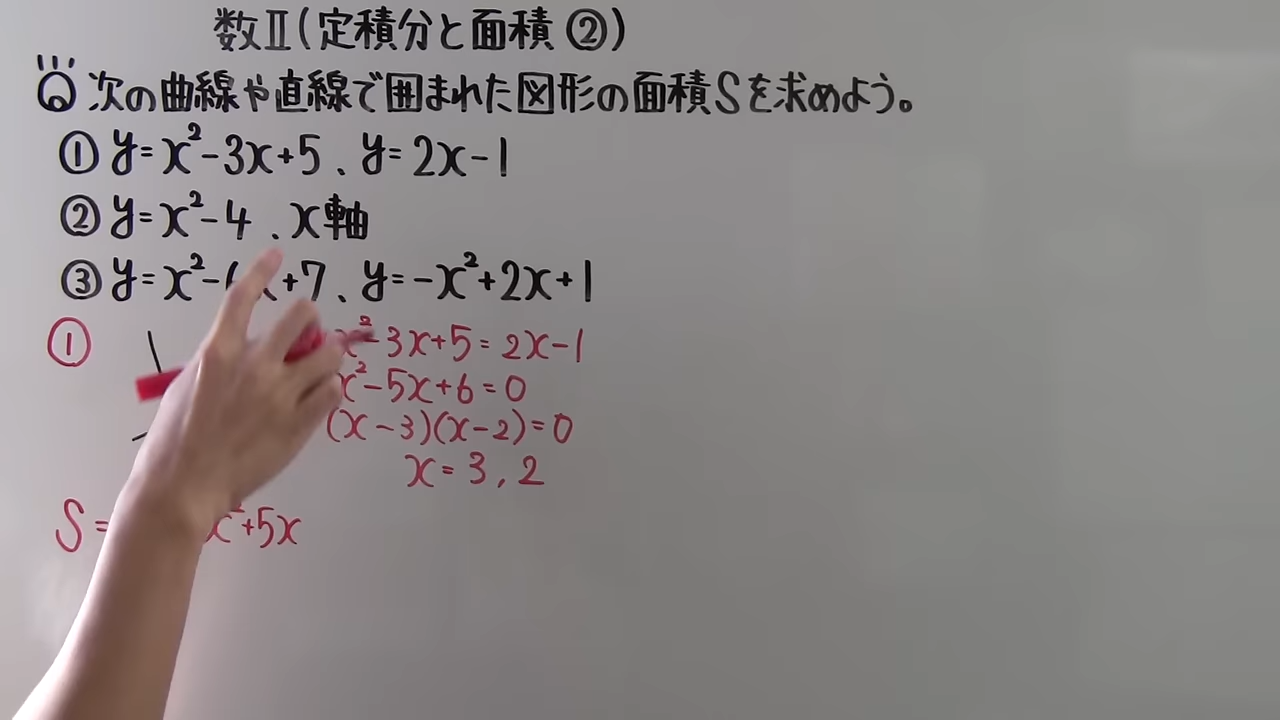 数Ⅱ(定積分と面積 ②)
Q 次の曲線や直線で囲まれた図形の面積Sを求めよう。
① y=x²-3x+5、y=2x-1
② y=x²-4、x軸
③ y=x²-6x+7、y=-x²+2x+1
① x²-3x+5=2x-1
x²-5x+6=0
(x-3)(x-2)=0
x=3,2
S= x²+5x